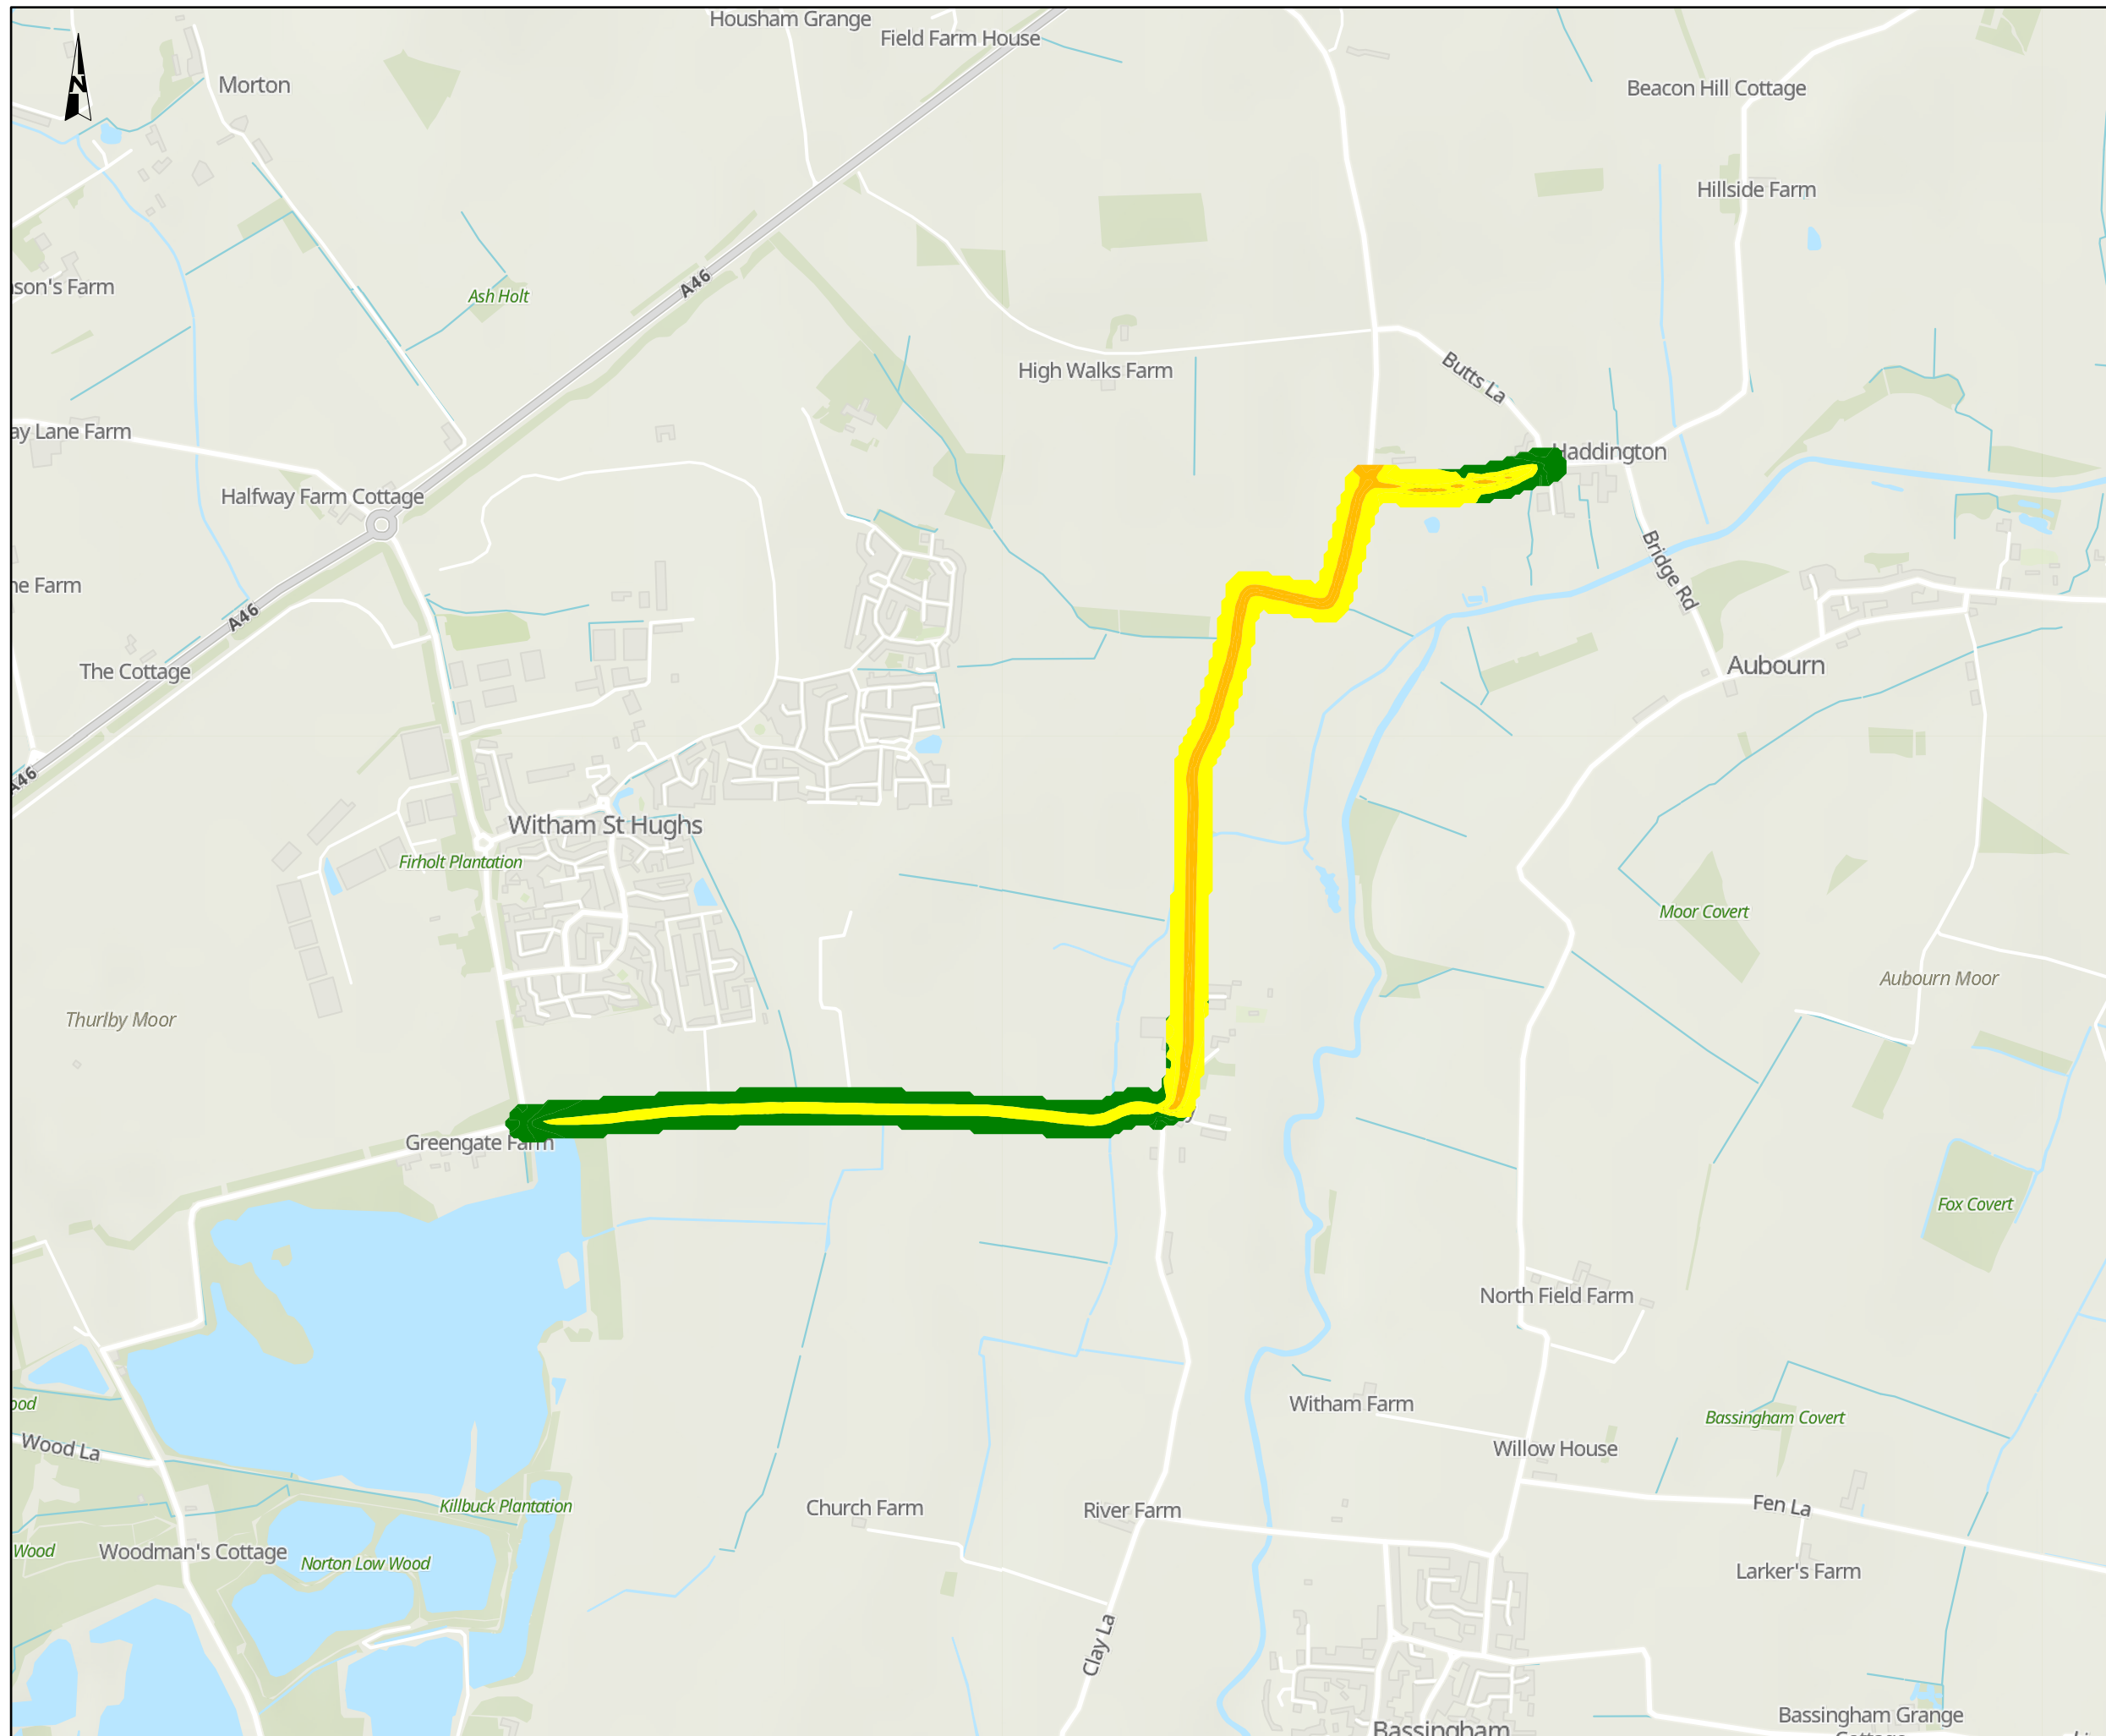 Housham Grange
Field Farm House
Morton
N
Beacon Hill Cottage
Hillside Farm
son's Farm
A46
Ash Holt
High Walks Farm
Butts La
ay Lane Farm
Haddington
Halfway Farm Cottage
Bridge Rd
ne Farm
A46
The Cottage
Aubourn
A46
Witham St Hughs
Firholt Plantation
Moor Covert
Aubourn Moor
Thurlby Moor
Greengate Farm
Fox Covert
North Field Farm
ood
Witham Farm
Bassingham Covert
Wood La
Willow House
Killbuck Plantation
Church Farm
River Farm
Fen La
Wood
Woodman's Cottage
Norton Low Wood
Larker's Farm
Clay La
Bassingham
Bassingham Grange
Cottage